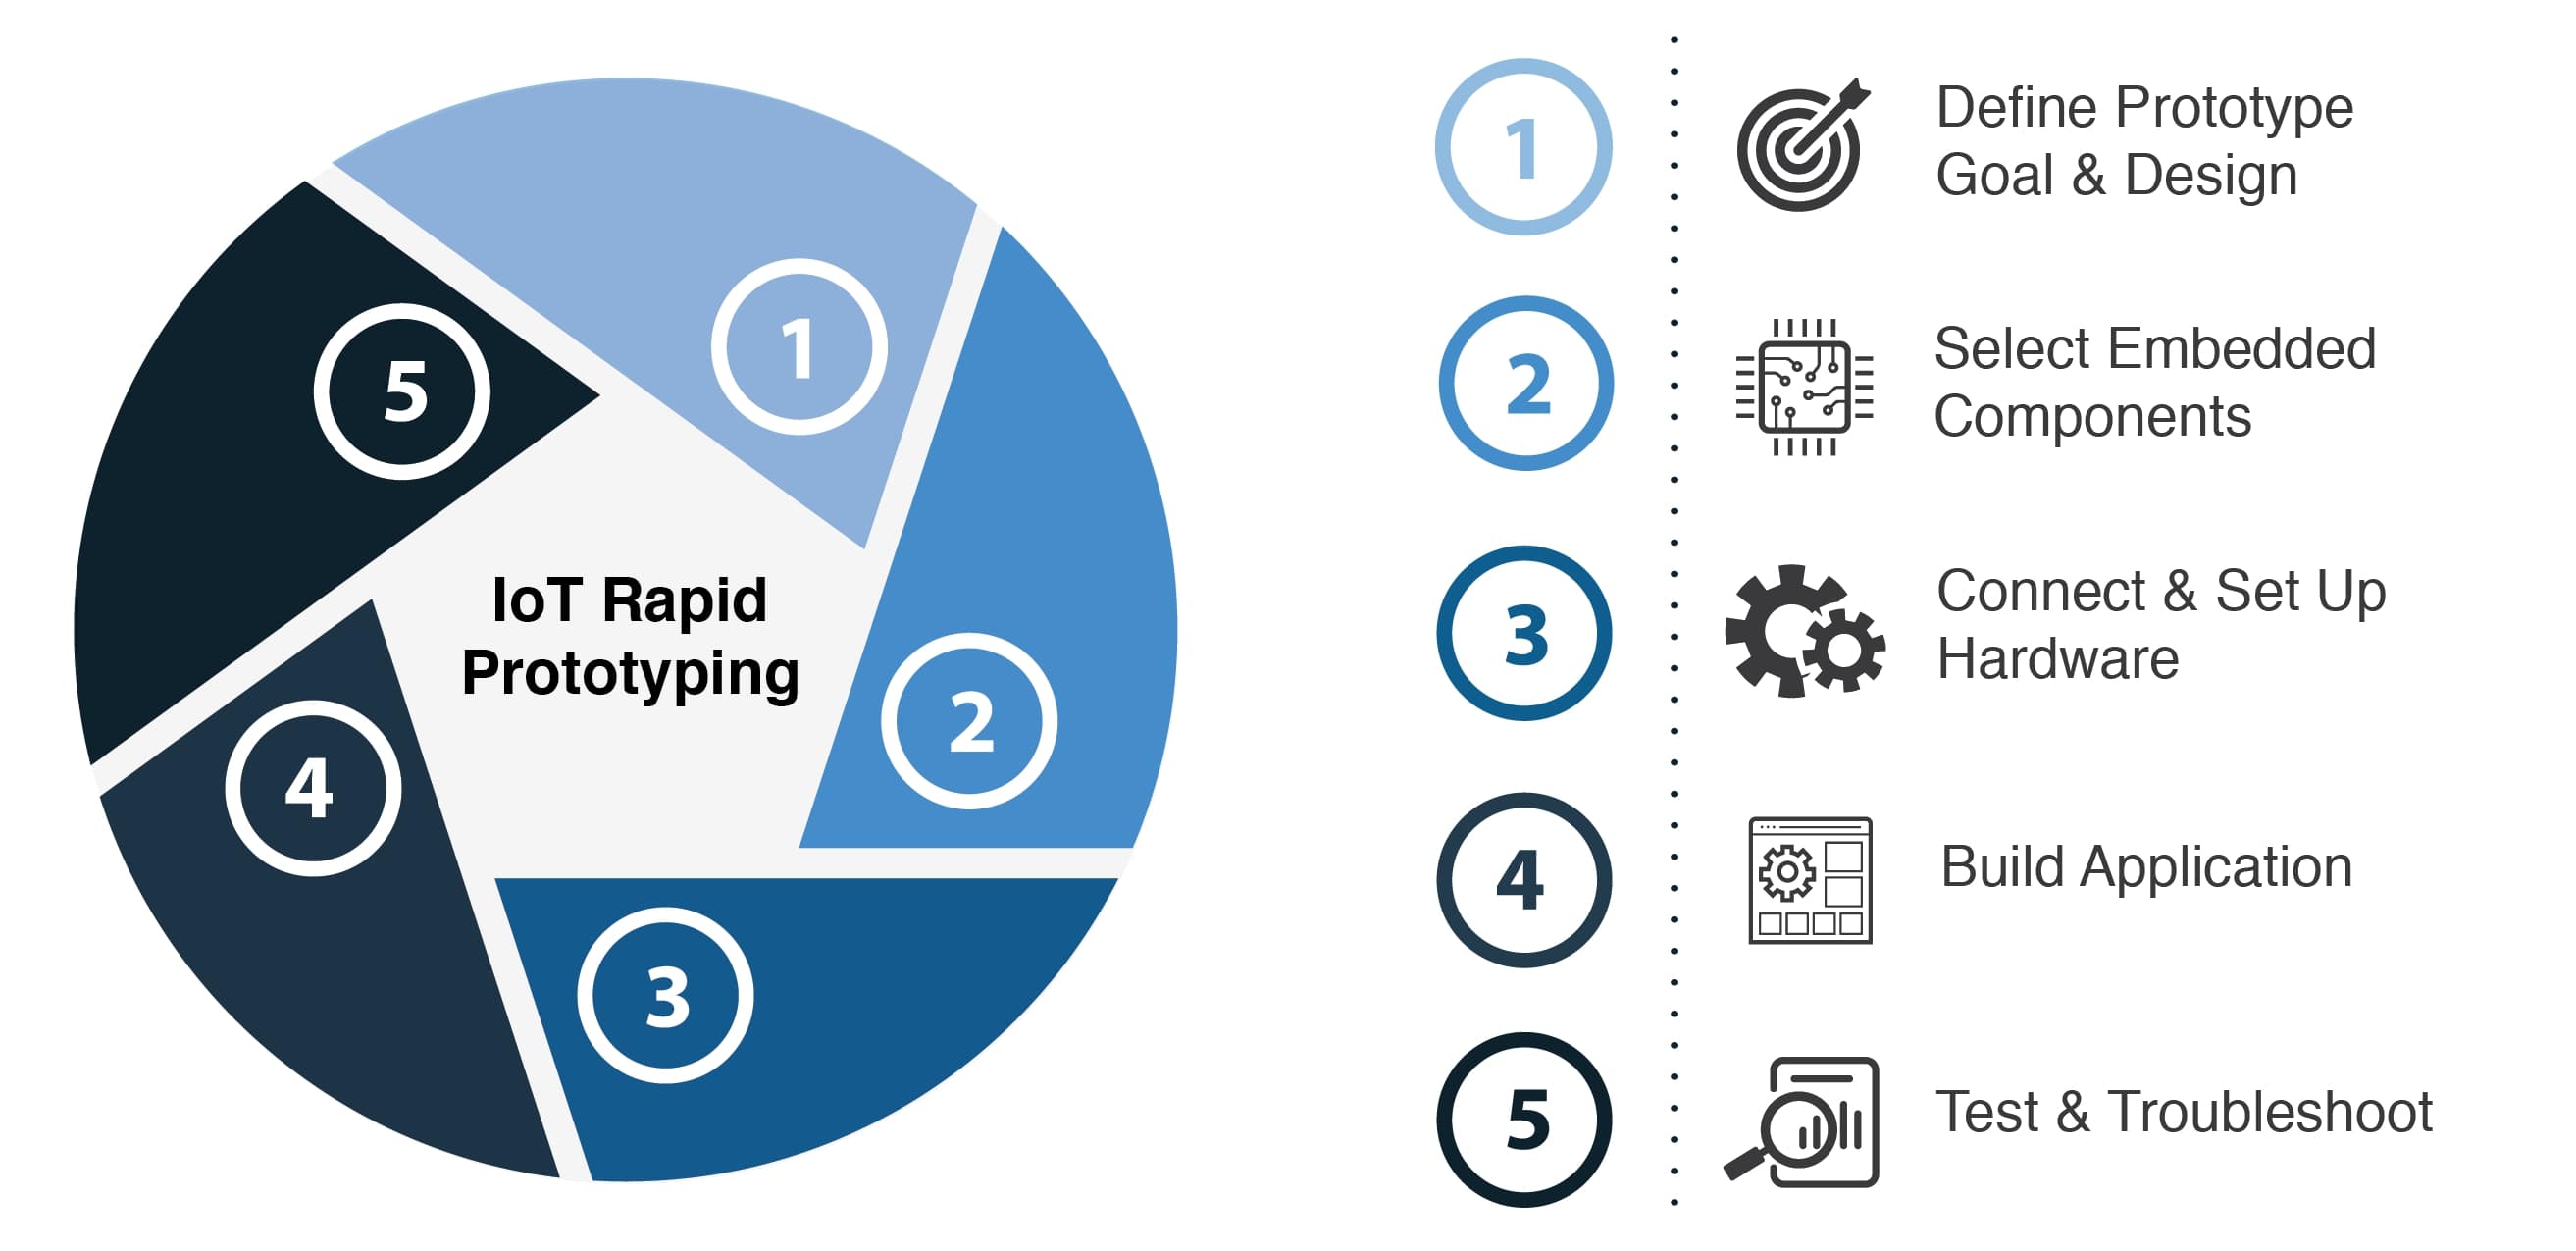 1
5
2
4
3
IoT Rapid
Prototyping
1
Define Prototype
Goal & Design
2
Select Embedded
Components
3
Connect & Set Up
Hardware
4
Build Application
5
Test & Troubleshoot